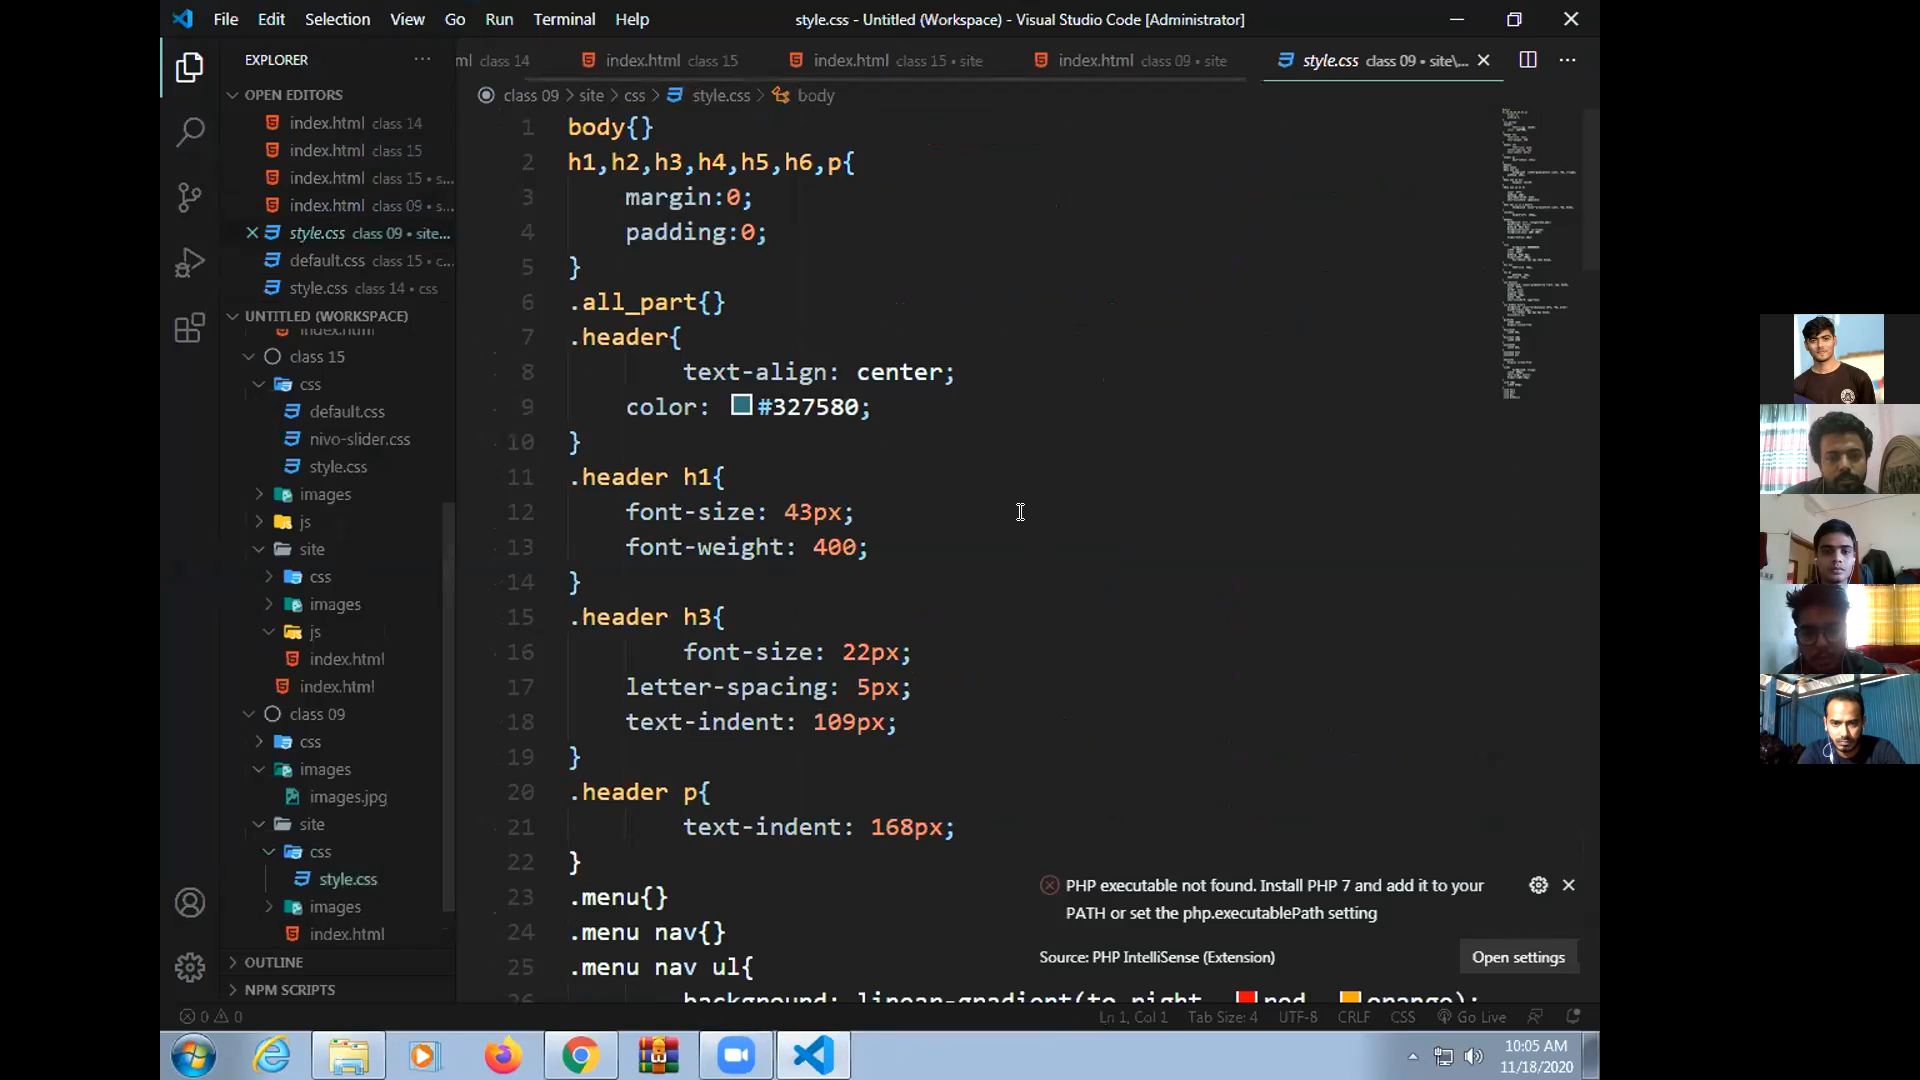 File Edit Selection View Go Run Terminal Help
style.css - Untitled (Workspace) - Visual Studio Code [Administrator]
EXPLORER
ml class 14
index.html class 15
index.html class 15 • site
index.html class 09 • site
style.css class 09 • site\...
OPEN EDITORS
index.html class 14
index.html class 15
index.html class 15 • s...
index.html class 09 • s...
style.css class 09 • site...
default.css class 15 • c...
style.css class 14 • css
UNTITLED (WORKSPACE)
index.html
class 15
css
default.css
nivo-slider.css
style.css
images
js
site
css
images
js
index.html
index.html
class 09
css
images
images.jpg
site
css
style.css
images
index.html
OUTLINE
NPM SCRIPTS
class 09 > site > css > style.css > body
1 body{}
2 h1,h2,h3,h4,h5,h6,p{
3 margin:0;
4 padding:0;
5 }
6 .all_part{}
7 .header{
8 text-align: center;
9 color: #327580;
10 }
11 .header h1{
12 font-size: 43px;
13 font-weight: 400;
14 }
15 .header h3{
16 font-size: 22px;
17 letter-spacing: 5px;
18 text-indent: 109px;
19 }
20 .header p{
21 text-indent: 168px;
22 }
23 .menu{}
24 .menu nav{}
25 .menu nav ul{
26 background: linear-gradient(to right, red, orange);
PHP executable not found. Install PHP 7 and add it to your
PATH or set the php.executablePath setting
Source: PHP IntelliSense (Extension)
Open settings
0 0
Ln 1, Col 1 Tab Size: 4 UTF-8 CRLF CSS Go Live
10:05 AM
11/18/2020